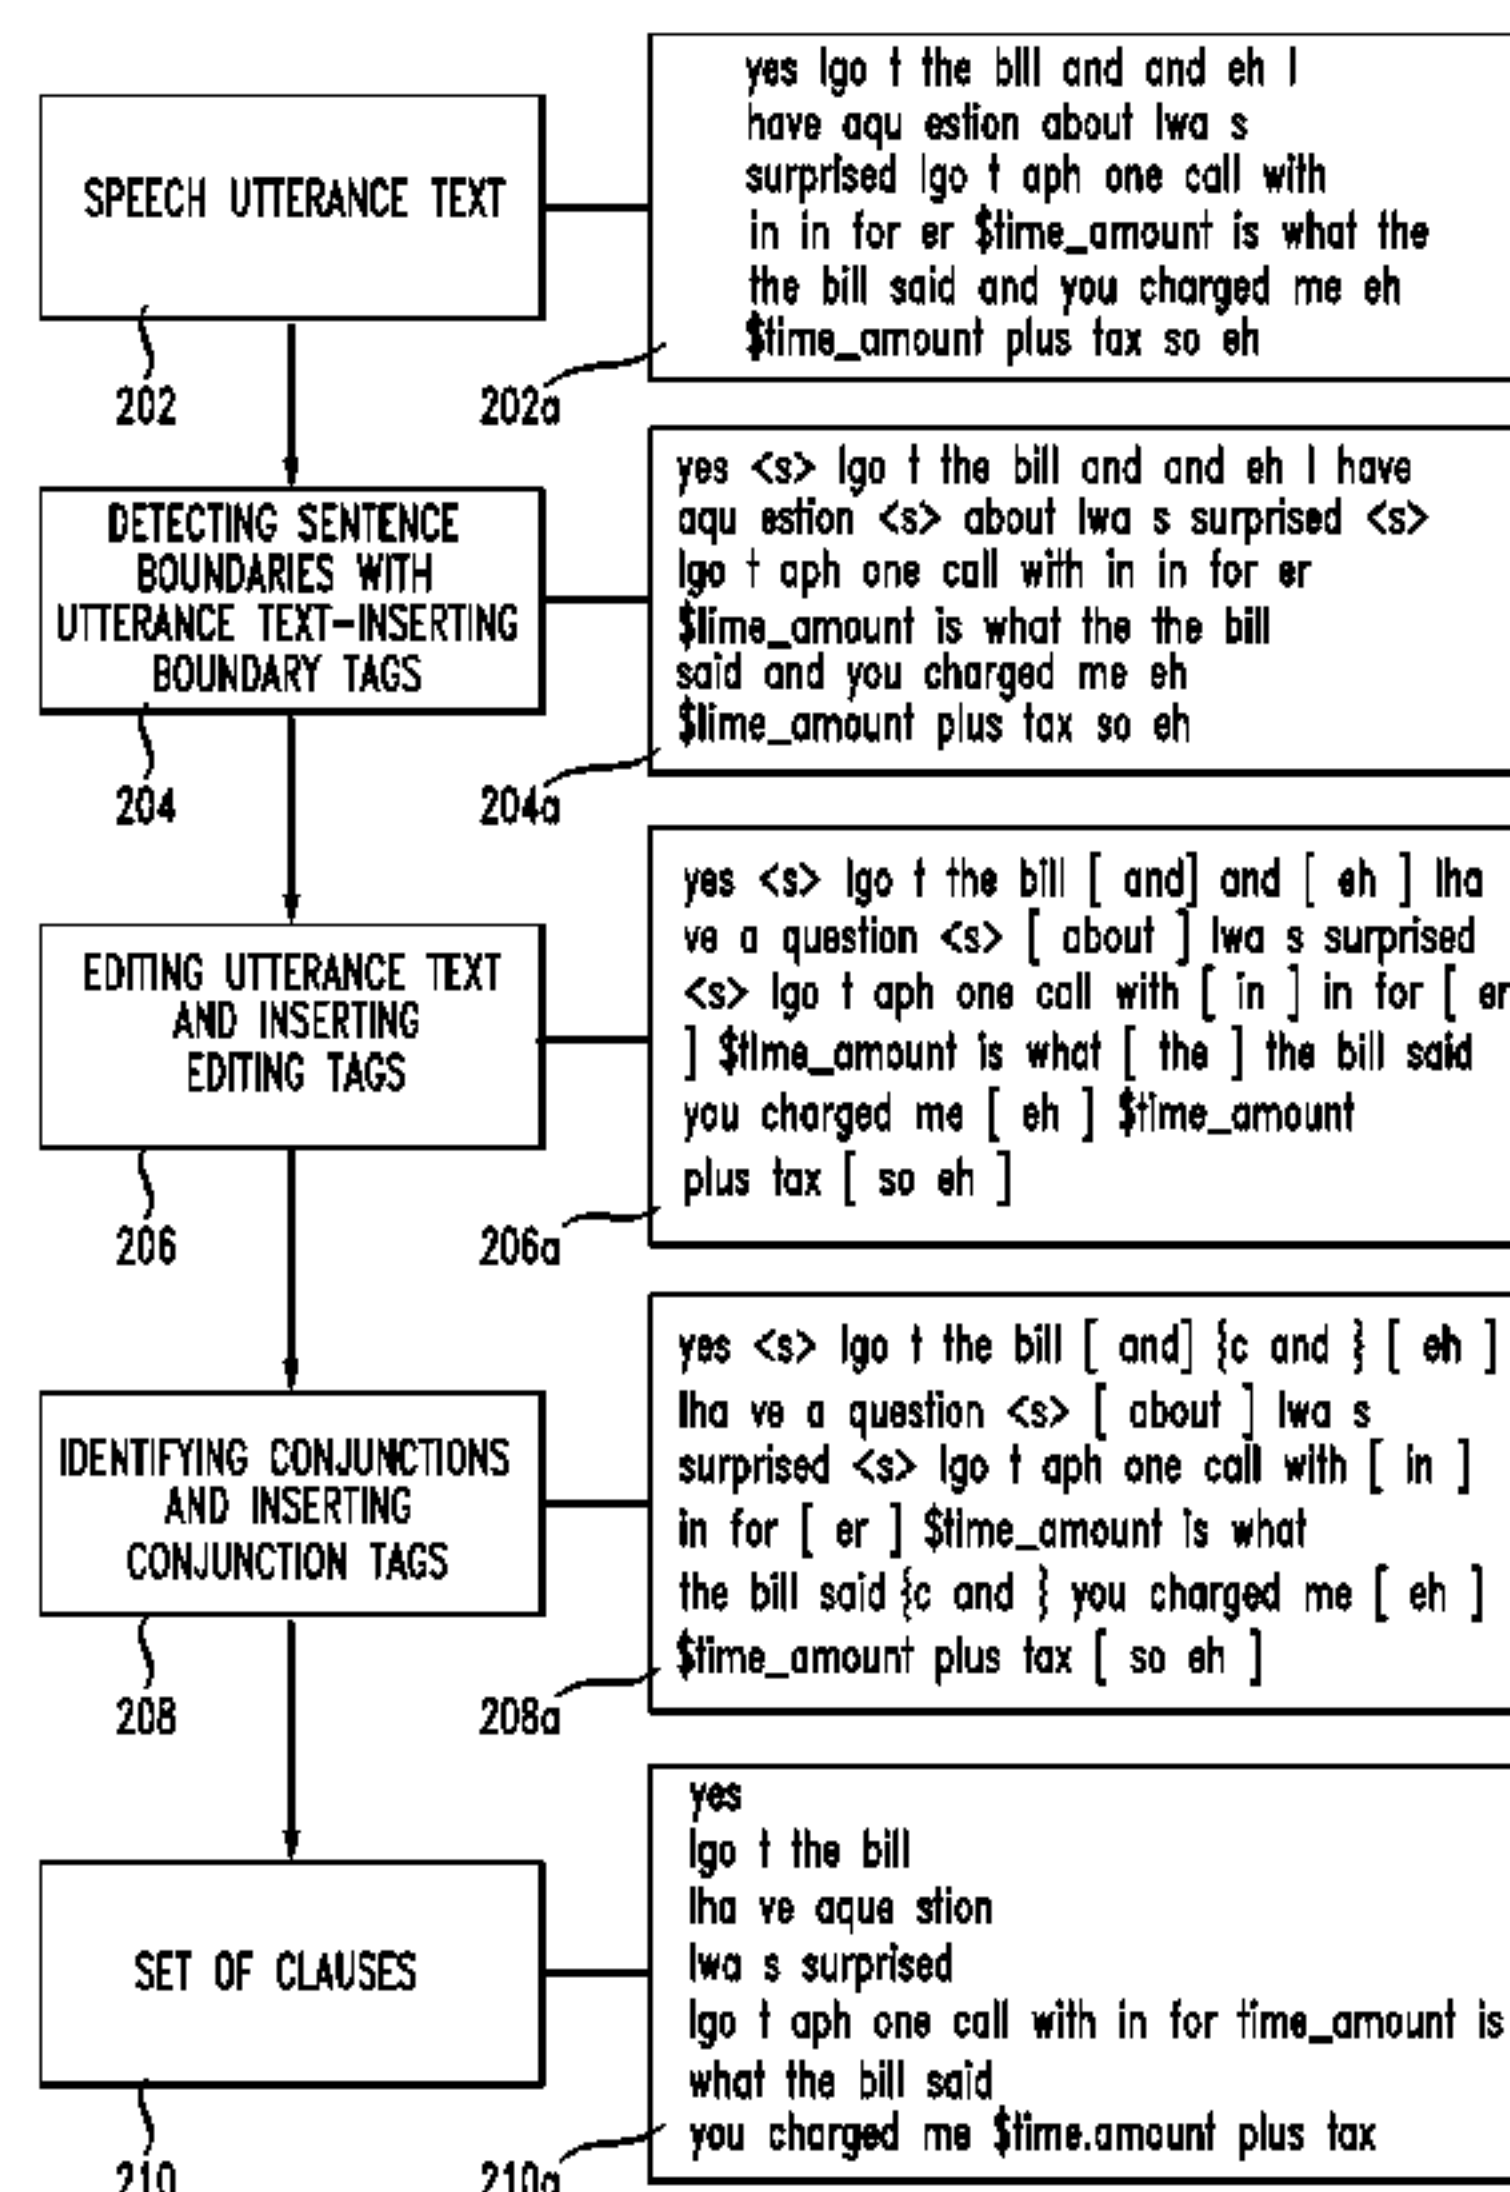 SPEECH UTTERANCE TEXT
202
yes Igo t the bill and and eh I
have aqu estion about Iwa s
surprised Igo t aph one call with
in in for er $time_amount is what the
the bill said and you charged me eh
$time_amount plus tax so eh
202a
DETECTING SENTENCE
BOUNDARIES WITH
UTTERANCE TEXT-INSERTING
BOUNDARY TAGS
204
yes <s> Igo t the bill and and eh I have
aqu estion <s> about Iwa s surprised <s>
Igo t aph one call with in in for er
$time_amount is what the the bill
said and you charged me eh
$time_amount plus tax so eh
204a
EDITING UTTERANCE TEXT
AND INSERTING
EDITING TAGS
206
yes <s> Igo t the bill [ and] and [ eh ] Iha
ve a question <s> [ about ] Iwa s surprised
<s> Igo t aph one call with [ in ] in for [ er
] $time_amount is what [ the ] the bill said
you charged me [ eh ] $time_amount
plus tax [ so eh ]
206a
IDENTIFYING CONJUNCTIONS
AND INSERTING
CONJUNCTION TAGS
208
yes <s> Igo t the bill [ and] {c and } [ eh ]
Iha ve a question <s> [ about ] Iwa s
surprised <s> Igo t aph one call with [ in ]
in for [ er ] $time_amount is what
the bill said {c and } you charged me [ eh ]
$time_amount plus tax [ so eh ]
208a
SET OF CLAUSES
210
yes
Igo t the bill
Iha ve aque stion
Iwa s surprised
Igo t aph one call with in for time_amount is
what the bill said
you charged me $time.amount plus tax
210a